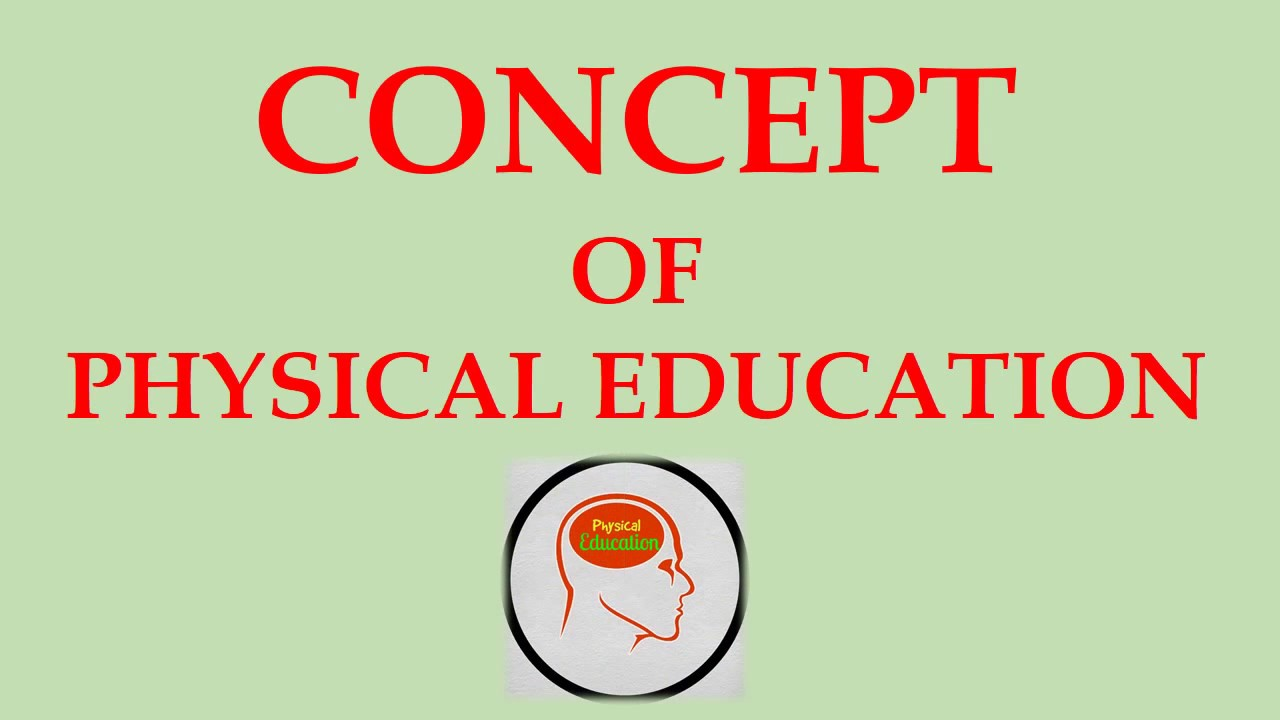 CONCEPT
OF
PHYSICAL EDUCATION
Physical
Education